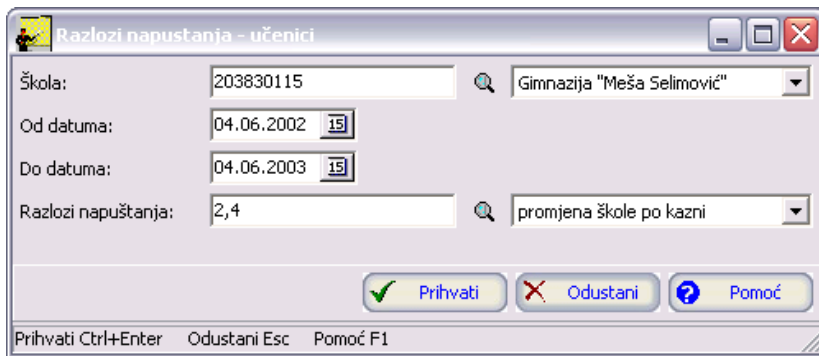 Razlozi napustanja - učenici
Škola: 203830115 Gimnazija "Meša Selimović"
Od datuma: 04.06.2002 15
Do datuma: 04.06.2003 15
Razlozi napuštanja: 2,4 promjena škole po kazni
Prihvati Odustani ? Pomoć
Prihvati Ctrl+Enter Odustani Esc Pomoć F1